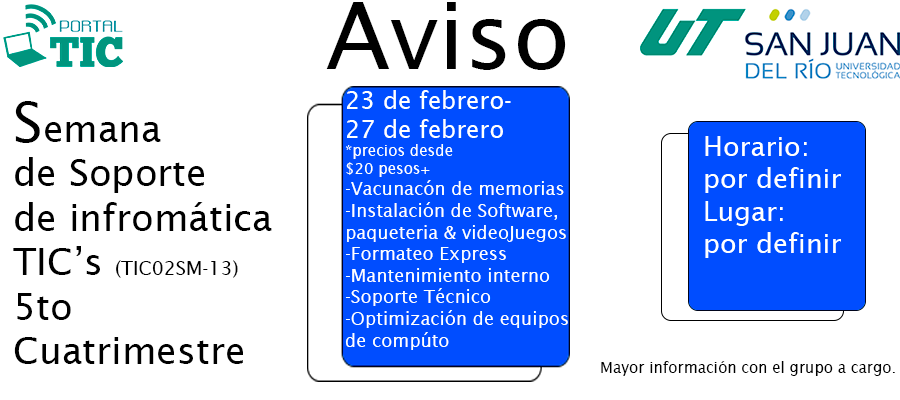 PORTAL
TIC
Aviso
UT
SAN JUAN
DEL RÍO UNIVERSIDAD
TECNOLÓGICA
Semana
de Soporte
de infromática
TIC's (TIC02SM-13)
5to
Cuatrimestre
23 de febrero-
27 de febrero
*precios desde
$20 pesos+
-Vacunacón de memorias
-Instalación de Software,
paqueteria & videoJuegos
-Formateo Express
-Mantenimiento interno
-Soporte Técnico
-Optimización de equipos
de compúto
Horario:
por definir
Lugar:
por definir
Mayor información con el grupo a cargo.